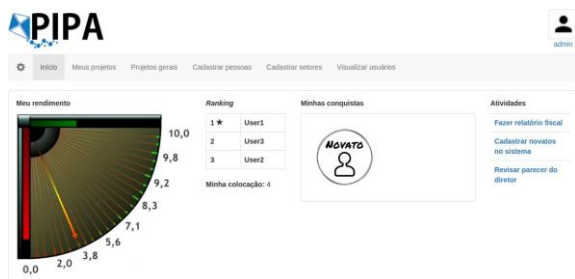 PIPA
admin
Início Meus projetos Projetos gerais Cadastrar pessoas Cadastrar setores Visualizar usuários
Meu rendimento
10,0
9,8
9,2
8,3
7,1
5,6
3,8
2,0
0,0
Ranking
1 ★ User1
2 User3
3 User2
Minha colocação: 4
Minhas conquistas
NOVATO
Atividades
Fazer relatório fiscal
Cadastrar novatos
no sistema
Revisar parecer do
diretor